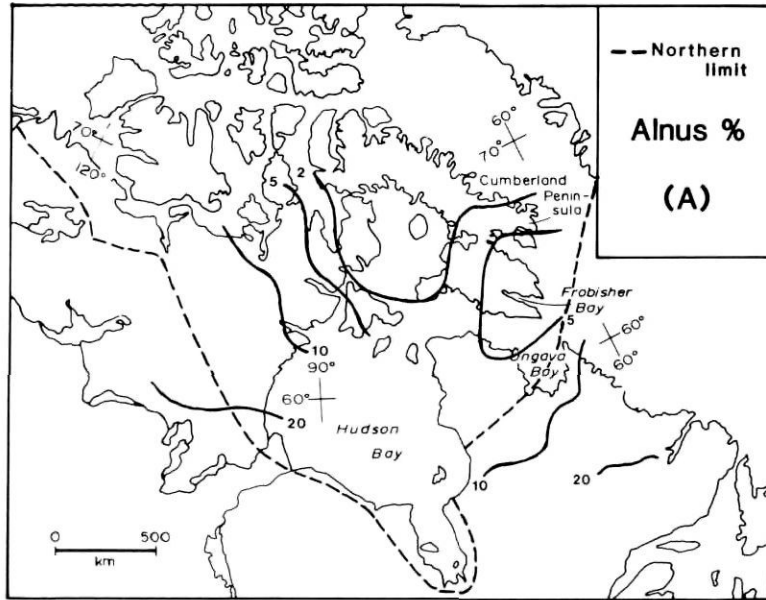 Northern
limit
Alnus %
(A)
70°
120°
60°
70°
5
2
Cumberland
Penin-
sula
Frobisher
Bay
5
60°
60°
Ungava
Bay
10
90°
60°
20
Hudson
Bay
10
20
0 500
km